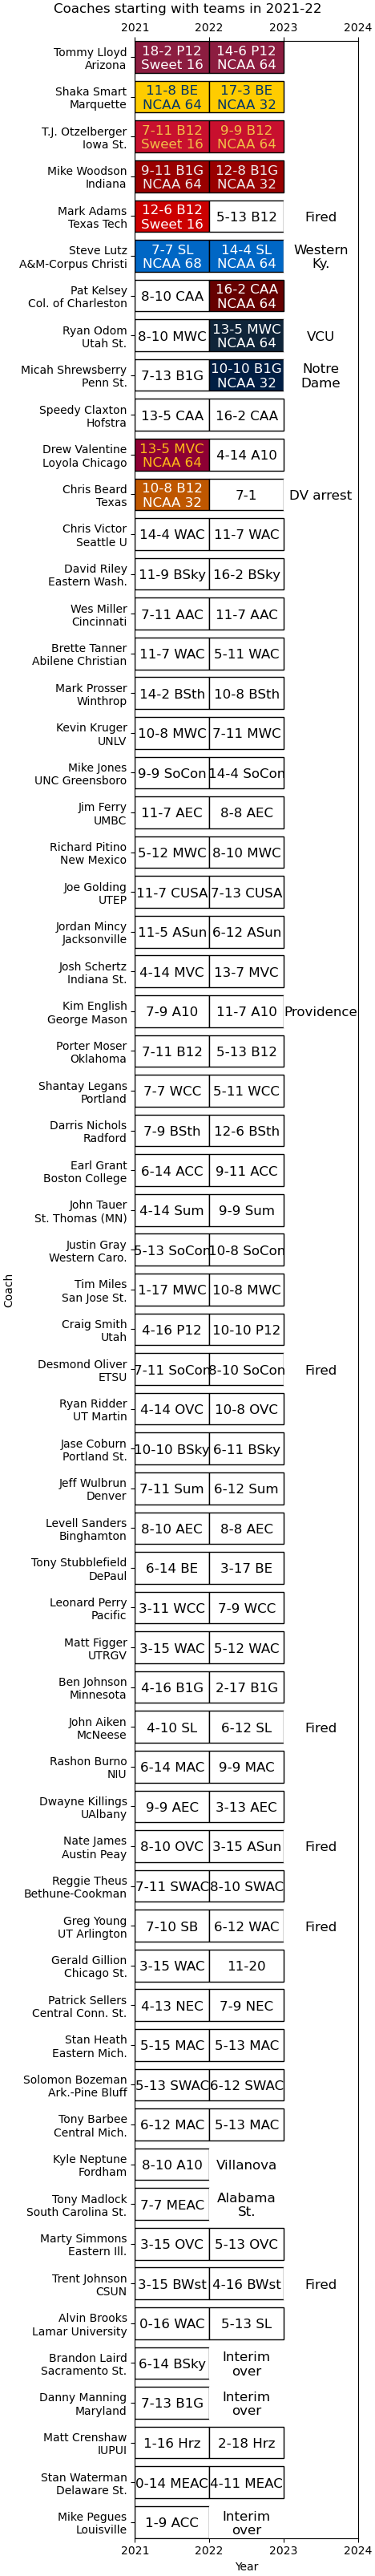 Coaches starting with teams in 2021-22
2021 2022 2023 2024
Tommy Lloyd
Arizona
18-2 P12
Sweet 16
14-6 P12
NCAA 64
Shaka Smart
Marquette
11-8 BE
NCAA 64
17-3 BE
NCAA 32
T.J. Otzelberger
Iowa St.
7-11 B12
Sweet 16
9-9 B12
NCAA 64
Mike Woodson
Indiana
9-11 B1G
NCAA 64
12-8 B1G
NCAA 32
Mark Adams
Texas Tech
12-6 B12
Sweet 16
5-13 B12
Fired
Steve Lutz
A&M-Corpus Christi
7-7 SL
NCAA 68
14-4 SL
NCAA 64
Western
Ky.
Pat Kelsey
Col. of Charleston
8-10 CAA
16-2 CAA
NCAA 64
Ryan Odom
Utah St.
8-10 MWC
13-5 MWC
NCAA 64
VCU
Micah Shrewsberry
Penn St.
7-13 B1G
10-10 B1G
NCAA 32
Notre
Dame
Speedy Claxton
Hofstra
13-5 CAA
16-2 CAA
Drew Valentine
Loyola Chicago
13-5 MVC
NCAA 64
4-14 A10
Chris Beard
Texas
10-8 B12
NCAA 32
7-1
DV arrest
Chris Victor
Seattle U
14-4 WAC
11-7 WAC
David Riley
Eastern Wash.
11-9 BSky
16-2 BSky
Wes Miller
Cincinnati
7-11 AAC
11-7 AAC
Brette Tanner
Abilene Christian
11-7 WAC
5-11 WAC
Mark Prosser
Winthrop
14-2 BSth
10-8 BSth
Kevin Kruger
UNLV
10-8 MWC
7-11 MWC
Mike Jones
UNC Greensboro
9-9 SoCon
14-4 SoCon
Jim Ferry
UMBC
11-7 AEC
8-8 AEC
Richard Pitino
New Mexico
5-12 MWC
8-10 MWC
Joe Golding
UTEP
11-7 CUSA
7-13 CUSA
Jordan Mincy
Jacksonville
11-5 ASun
6-12 ASun
Josh Schertz
Indiana St.
4-14 MVC
13-7 MVC
Kim English
George Mason
7-9 A10
11-7 A10
Providence
Porter Moser
Oklahoma
7-11 B12
5-13 B12
Shantay Legans
Portland
7-7 WCC
5-11 WCC
Darris Nichols
Radford
7-9 BSth
12-6 BSth
Earl Grant
Boston College
6-14 ACC
9-11 ACC
John Tauer
St. Thomas (MN)
4-14 Sum
9-9 Sum
Justin Gray
Western Caro.
5-13 SoCon
10-8 SoCon
Tim Miles
San Jose St.
1-17 MWC
10-8 MWC
Craig Smith
Utah
4-16 P12
10-10 P12
Desmond Oliver
ETSU
7-11 SoCon
8-10 SoCon
Fired
Ryan Ridder
UT Martin
4-14 OVC
10-8 OVC
Jase Coburn
Portland St.
10-10 BSky
6-11 BSky
Jeff Wulbrun
Denver
7-11 Sum
6-12 Sum
Levell Sanders
Binghamton
8-10 AEC
8-8 AEC
Tony Stubblefield
DePaul
6-14 BE
3-17 BE
Leonard Perry
Pacific
3-11 WCC
7-9 WCC
Matt Figger
UTRGV
3-15 WAC
5-12 WAC
Ben Johnson
Minnesota
4-16 B1G
2-17 B1G
John Aiken
McNeese
4-10 SL
6-12 SL
Fired
Rashon Burno
NIU
6-14 MAC
9-9 MAC
Dwayne Killings
UAlbany
9-9 AEC
3-13 AEC
Nate James
Austin Peay
8-10 OVC
3-15 ASun
Fired
Reggie Theus
Bethune-Cookman
7-11 SWAC
8-10 SWAC
Greg Young
UT Arlington
7-10 SB
6-12 WAC
Fired
Gerald Gillion
Chicago St.
3-15 WAC
11-20
Patrick Sellers
Central Conn. St.
4-13 NEC
7-9 NEC
Stan Heath
Eastern Mich.
5-15 MAC
5-13 MAC
Solomon Bozeman
Ark.-Pine Bluff
5-13 SWAC
6-12 SWAC
Tony Barbee
Central Mich.
6-12 MAC
5-13 MAC
Kyle Neptune
Fordham
8-10 A10
Villanova
Tony Madlock
South Carolina St.
7-7 MEAC
Alabama
St.
Marty Simmons
Eastern Ill.
3-15 OVC
5-13 OVC
Trent Johnson
CSUN
3-15 BWst
4-16 BWst
Fired
Alvin Brooks
Lamar University
0-16 WAC
5-13 SL
Brandon Laird
Sacramento St.
6-14 BSky
Interim
over
Danny Manning
Maryland
7-13 B1G
Interim
over
Matt Crenshaw
IUPUI
1-16 Hrz
2-18 Hrz
Stan Waterman
Delaware St.
0-14 MEAC
4-11 MEAC
Mike Pegues
Louisville
1-9 ACC
Interim
over
2021 2022 2023 2024
Year
Coach